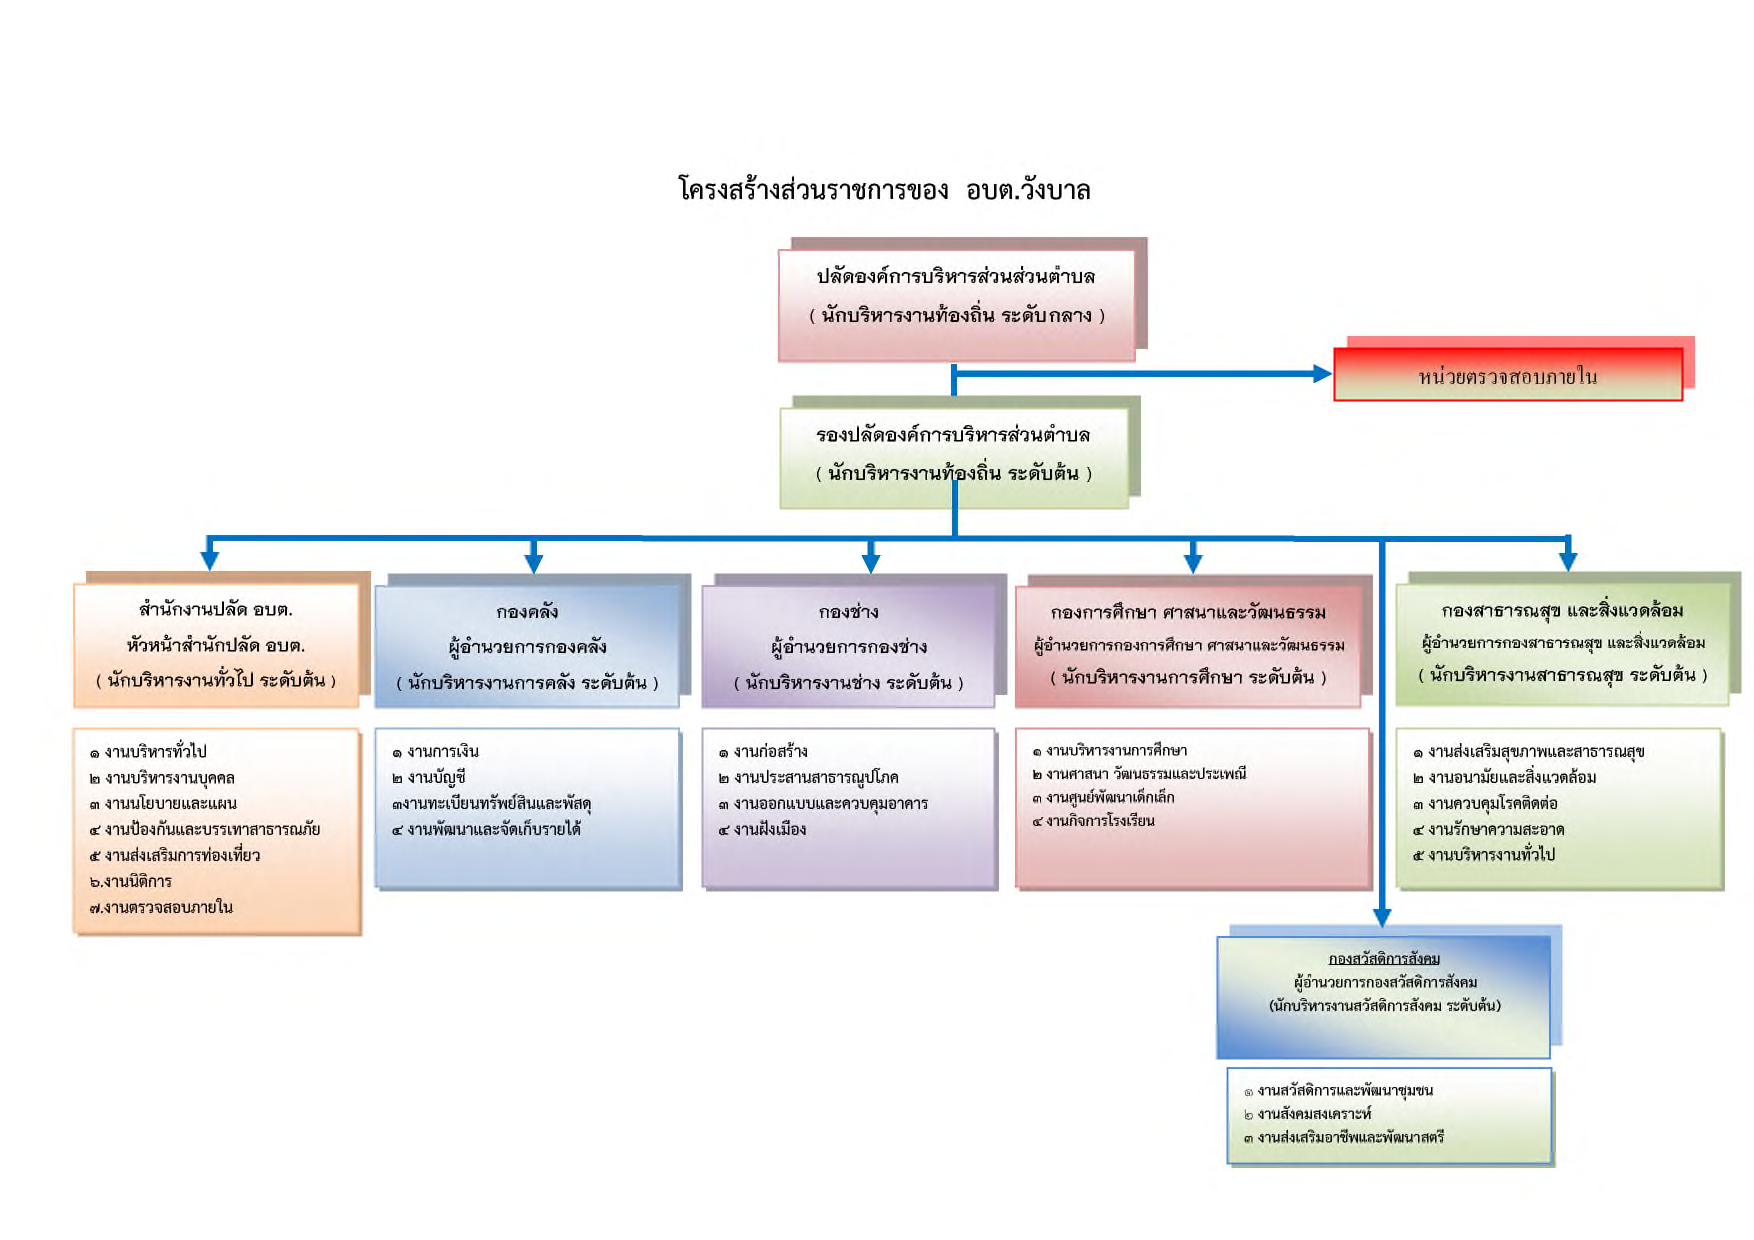 โครงสร้างส่วนราชการของ อบต.วังบาล
ปลัดองค์การบริหารส่วนส่วนตำบล
( นักบริหารงานท้องถิ่น ระดับกลาง )
หน่วยตรวจสอบภายใน
รองปลัดองค์การบริหารส่วนตำบล
( นักบริหารงานท้องถิ่น ระดับต้น )
สำนักงานปลัด อบต.
หัวหน้าสำนักปลัด อบต.
( นักบริหารงานทั่วไป ระดับต้น )
๑ งานบริหารทั่วไป
๒ งานบริหารงานบุคคล
๓ งานนโยบายและแผน
๔ งานป้องกันและบรรเทาสาธารณภัย
๕ งานส่งเสริมการท่องเที่ยว
๖.งานนิติการ
๗.งานตรวจสอบภายใน
กองคลัง
ผู้อำนวยการกองคลัง
( นักบริหารงานการคลัง ระดับต้น )
๑ งานการเงิน
๒ งานบัญชี
๓งานทะเบียนทรัพย์สินและพัสดุ
๔ งานพัฒนาและจัดเก็บรายได้
กองช่าง
ผู้อำนวยการกองช่าง
( นักบริหารงานช่าง ระดับต้น )
๑ งานก่อสร้าง
๒ งานประสานสาธารณูปโภค
๓ งานออกแบบและควบคุมอาคาร
๔ งานผังเมือง
กองการศึกษา ศาสนาและวัฒนธรรม
ผู้อำนวยการกองการศึกษา ศาสนาและวัฒนธรรม
( นักบริหารงานการศึกษา ระดับต้น )
๑ งานบริหารงานการศึกษา
๒ งานศาสนา วัฒนธรรมและประเพณี
๓ งานศูนย์พัฒนาเด็กเล็ก
๔ งานกิจการโรงเรียน
กองสาธารณสุข และสิ่งแวดล้อม
ผู้อำนวยการกองสาธารณสุข และสิ่งแวดล้อม
( นักบริหารงานสาธารณสุข ระดับต้น )
๑ งานส่งเสริมสุขภาพและสาธารณสุข
๒ งานอนามัยและสิ่งแวดล้อม
๓ งานควบคุมโรคติดต่อ
๔ งานรักษาความสะอาด
๕ งานบริหารงานทั่วไป
กองสวัสดิการสังคม
ผู้อำนวยการกองสวัสดิการสังคม
(นักบริหารงานสวัสดิการสังคม ระดับต้น)
๑ งานสวัสดิการและพัฒนาชุมชน
๒ งานสังคมสงเคราะห์
๓ งานส่งเสริมอาชีพและพัฒนาสตรี